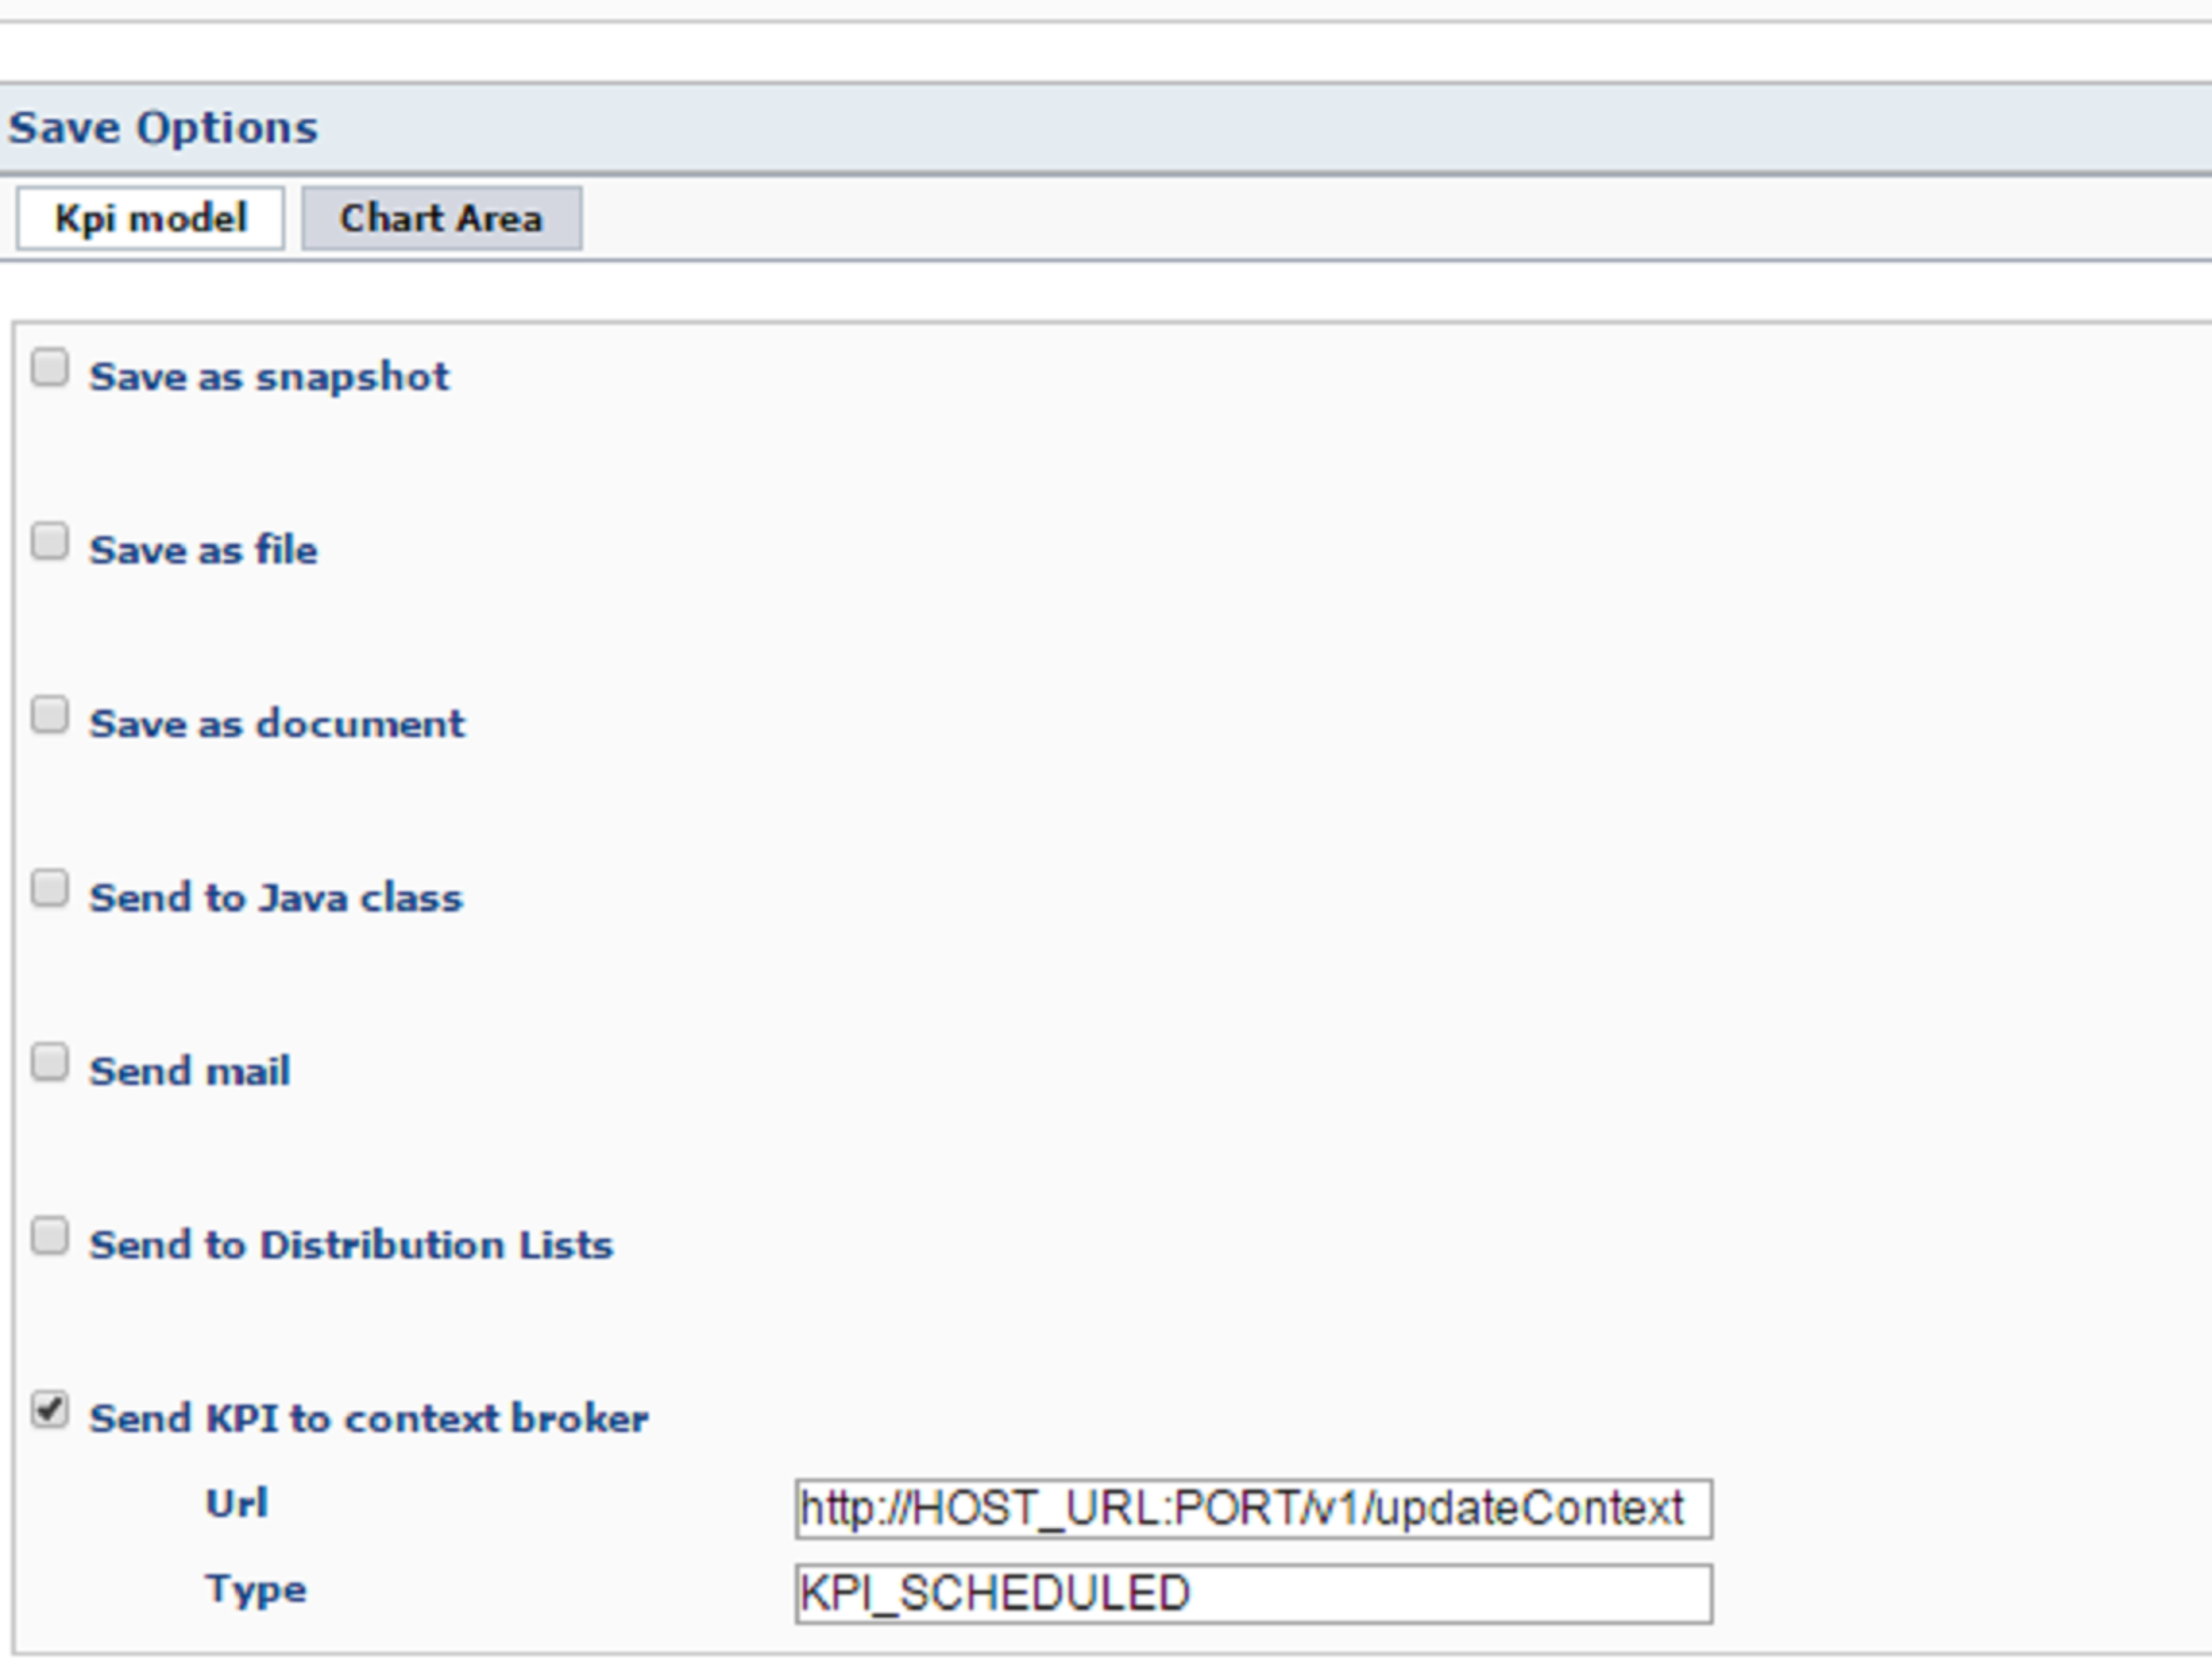 Save Options
Kpi model Chart Area
Save as snapshot
Save as file
Save as document
Send to Java class
Send mail
Send to Distribution Lists
Send KPI to context broker
Url http://HOST_URL:PORT/v1/updateContext
Type KPI_SCHEDULED